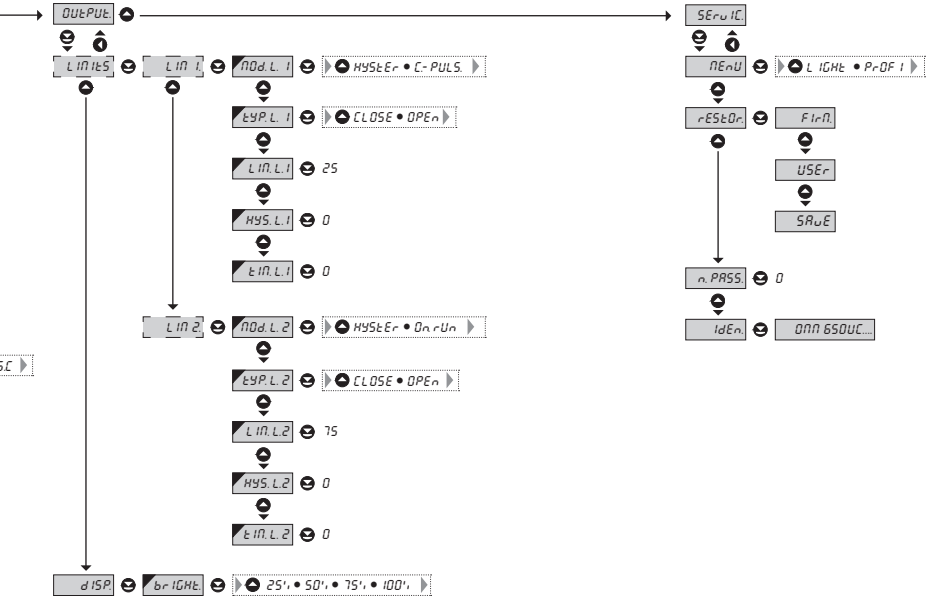 OUtPUt.
SErvIC.
LIMItS
LIM 1.
MOd.L. 1
HYStEr • C.-PULS.
MEnU
LIGHt • PrOFI
tYP.L. 1
CLOSE • OPEn
rEStOr.
FIrM.
LIM.L.1
25
USEr
HYS.L.1
0
SAvE
tIM.L.1
0
n.PASS.
0
LIM 2.
MOd.L.2
HYStEr • On.rUn
IdEn.
OMM 650UC...
S.C
tYP.L.2
CLOSE • OPEn
LIM.L.2
75
HYS.L.2
0
tIM.L.2
0
dISP.
brIGHt.
25% • 50% • 75% • 100%